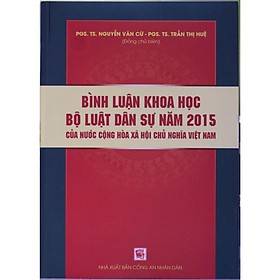 PGS. TS. NGUYỄN VĂN CỪ - PGS. TS. TRẦN THỊ HUỆ
(Đồng chủ biên)
BÌNH LUẬN KHOA HỌC
BỘ LUẬT DÂN SỰ NĂM 2015
CỦA NƯỚC CỘNG HÒA XÃ HỘI CHỦ NGHĨA VIỆT NAM
NHÀ XUẤT BẢN CÔNG AN NHÂN DÂN